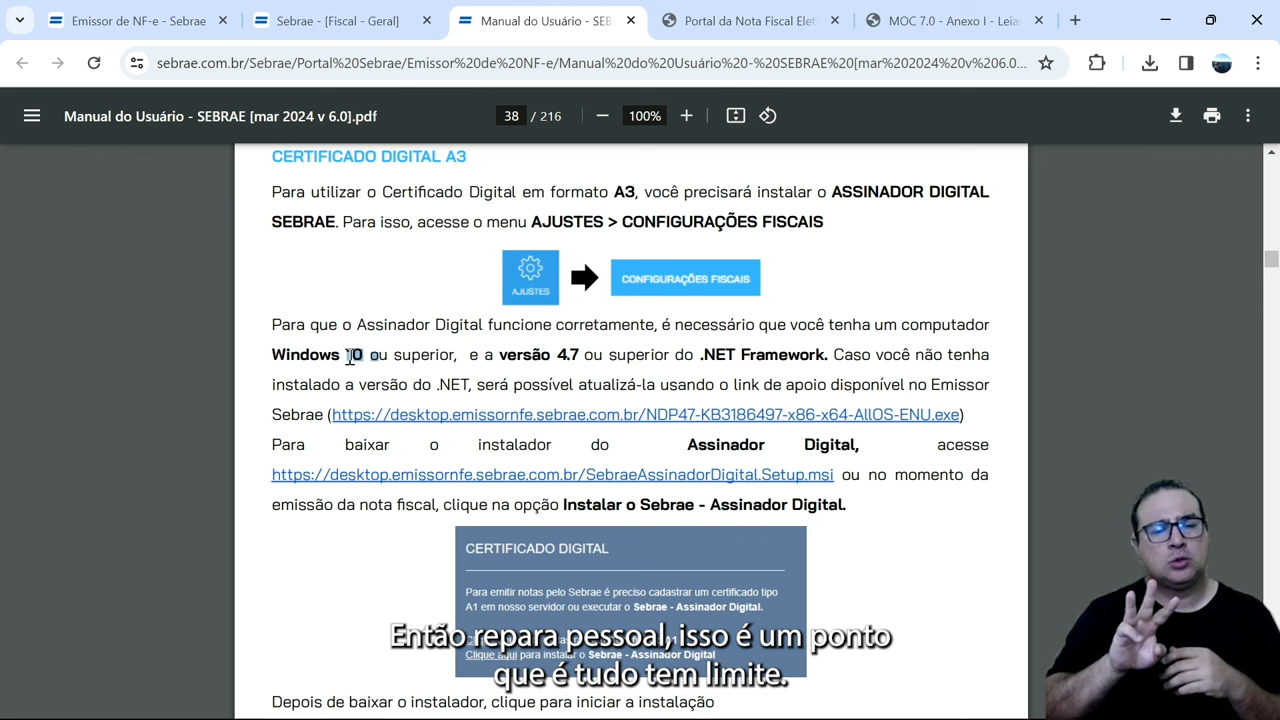 Emissor de NF-e - Sebrae
Sebrae - [Fiscal - Geral]
Manual do Usuário - SEB
Portal da Nota Fiscal Elet
MOC 7.0 - Anexo I - Leia
sebrae.com.br/Sebrae/Portal%20Sebrae/Emissor%20de%20NF-e/Manual%20do%20Usuário%20-%20SEBRAE%20[mar%202024%20v%206.0...
Manual do Usuário - SEBRAE [mar 2024 v 6.0].pdf
38 / 216
100%
CERTIFICADO DIGITAL A3
Para utilizar o Certificado Digital em formato A3, você precisará instalar o ASSINADOR DIGITAL
SEBRAE. Para isso, acesse o menu AJUSTES > CONFIGURAÇÕES FISCAIS
AJUSTES
CONFIGURAÇÕES FISCAIS
Para que o Assinador Digital funcione corretamente, é necessário que você tenha um computador
Windows 10 ou superior, e a versão 4.7 ou superior do .NET Framework. Caso você não tenha
instalado a versão do .NET, será possível atualizá-la usando o link de apoio disponível no Emissor
Sebrae (https://desktop.emissornfe.sebrae.com.br/NDP47-KB3186497-x86-x64-AllOS-ENU.exe)
Para baixar o instalador do Assinador Digital, acesse
https://desktop.emissornfe.sebrae.com.br/SebraeAssinadorDigital.Setup.msi ou no momento da
emissão da nota fiscal, clique na opção Instalar o Sebrae - Assinador Digital.
CERTIFICADO DIGITAL
Para emitir notas pelo Sebrae é preciso cadastrar um certificado tipo
A1 em nosso servidor ou executar o Sebrae - Assinador Digital.
Clique aqui para instalar o Sebrae - Assinador Digital
Então repara pessoal, isso é um ponto
que é tudo tem limite.
Depois de baixar o instalador, clique para iniciar a instalação